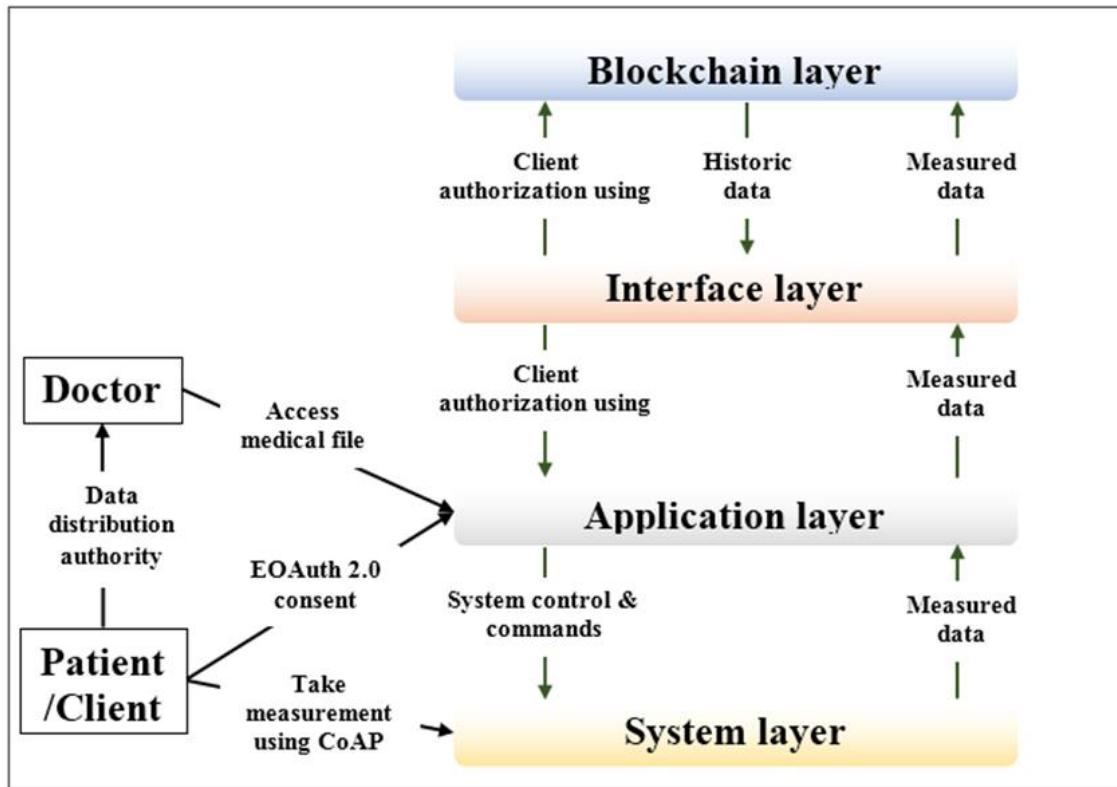 Blockchain layer
Client
authorization using
Historic
data
Measured
data
Interface layer
Client
authorization using
Measured
data
Doctor
Access
medical file
Data
distribution
authority
Application layer
EOAuth 2.0
consent
System control &
commands
Measured
data
Patient
/Client
Take
measurement
using CoAP
System layer